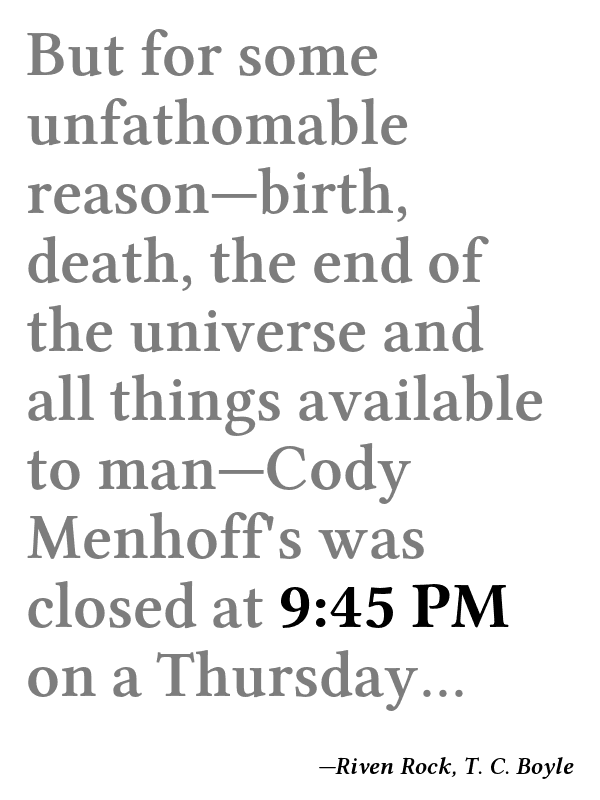 But for some
unfathomable
reason—birth,
death, the end of
the universe and
all things available
to man—Cody
Menhoff's was
closed at 9:45 PM
on a Thursday...
—Riven Rock, T. C. Boyle